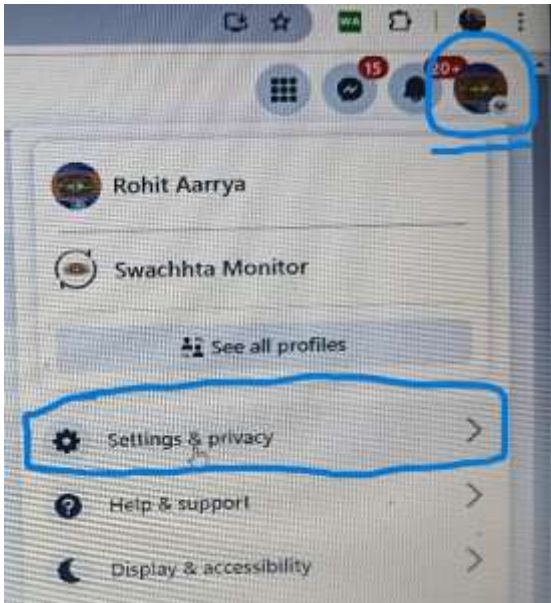 WA
15
20+
Rohit Aarrya
Swachhta Monitor
See all profiles
Settings & privacy
Help & support
Display & accessibility